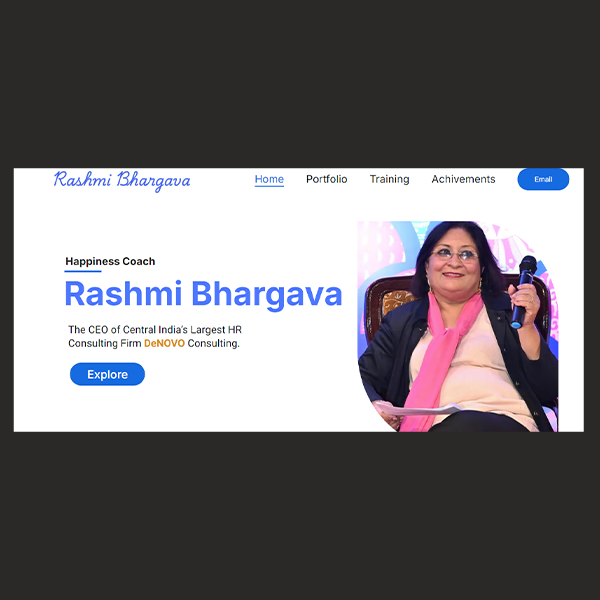 Rashmi Bhargava
Home Portfolio Training Achivements Email
Happiness Coach
Rashmi Bhargava
The CEO of Central India's Largest HR
Consulting Firm DeNOVO Consulting.
Explore